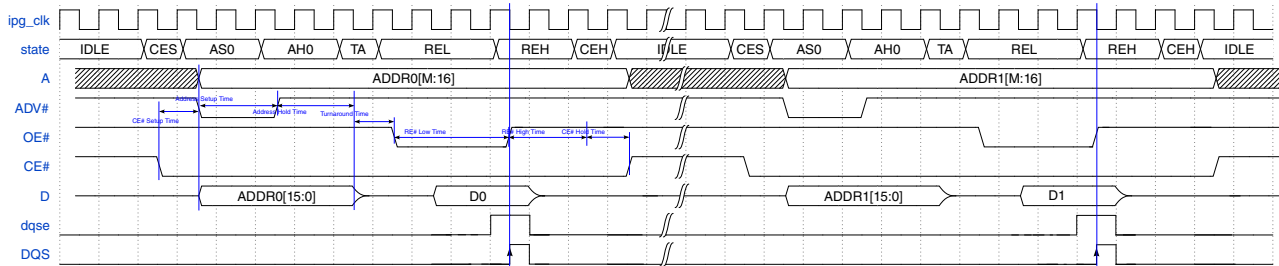 ipg_clk
state IDLE CES AS0 AH0 TA REL REH CEH IDLE CES AS0 AH0 TA REL REH CEH IDLE
A ADDR0[M:16] ADDR1[M:16]
ADV# Address Setup Time Address Hold Time
CE# Setup Time Turnaround Time
OE# RE# Low Time RE# High Time CE# Hold Time
CE#
D ADDR0[15:0] D0 ADDR1[15:0] D1
dqse
DQS